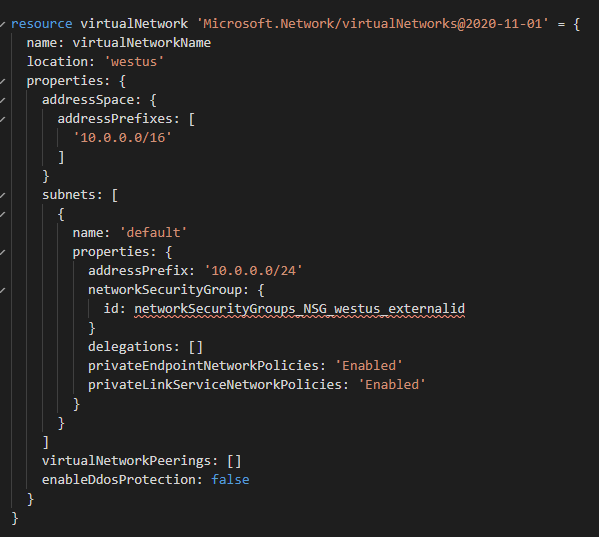 resource virtualNetwork 'Microsoft.Network/virtualNetworks@2020-11-01' = {
  name: virtualNetworkName
  location: 'westus'
  properties: {
    addressSpace: {
      addressPrefixes: [
        '10.0.0.0/16'
      ]
    }
    subnets: [
      {
        name: 'default'
        properties: {
          addressPrefix: '10.0.0.0/24'
          networkSecurityGroup: {
            id: networkSecurityGroups_NSG_westus_externalid
          }
          delegations: []
          privateEndpointNetworkPolicies: 'Enabled'
          privateLinkServiceNetworkPolicies: 'Enabled'
        }
      }
    ]
    virtualNetworkPeerings: []
    enableDdosProtection: false
  }
}